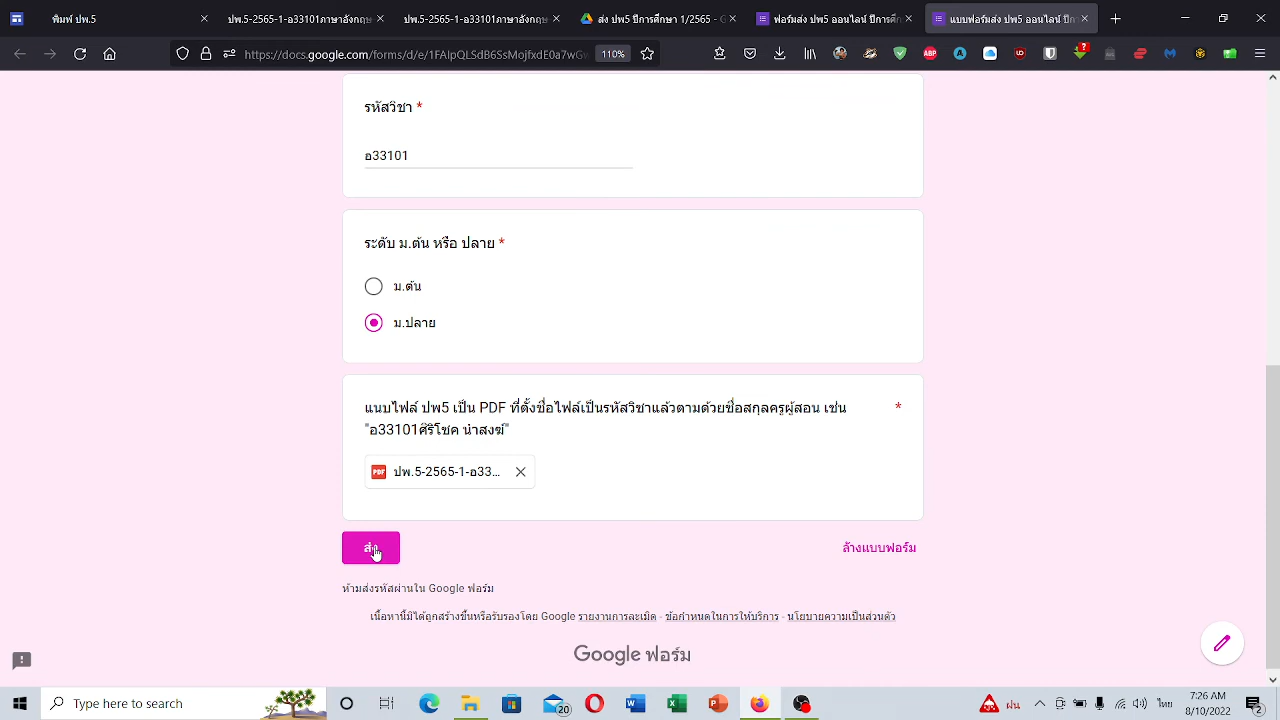 ทำที่ ปพ.5
ปพ.5-2565-1-อ33101ภาษาอังกฤษ
ปพ.5-2565-1-อ33101ภาษาอังกฤษ
ส่ง ปพ ปีการศึกษา 1/2565 - G
ฟอร์มส่ง ปพ5 ออนไลน์ ปีการศึก
แบบฟอร์ม ปพ5 ออนไลน์ ปีก
https://docs.google.com/forms/d/e/1FAIpQLSdB6SsMojfxdE0a7wGv
110%
รหัสวิชา *
อ33101
ระดับ ม.ต้น หรือ ปลาย *
ม.ต้น
ม.ปลาย
แนบไฟล์ ปพ5 เป็น PDF ที่ตั้งชื่อไฟล์เป็นรหัสวิชาแล้วตามด้วยชื่อสกุลครูผู้สอน เช่น *
"อ33101ศิริโชค นำสงฆ์"
PDF ปพ.5-2565-1-อ33...
ส่ง
ล้างแบบฟอร์ม
ห้ามส่งรหัสผ่านใน Google ฟอร์ม
เนื้อหานี้มิได้ถูกสร้างขึ้นหรือรับรองโดย Google รายงานการละเมิด - ข้อกำหนดในการให้บริการ - นโยบายความเป็นส่วนตัว
Google ฟอร์ม
Type here to search
20
ฝน
ไทย
7:26 AM
8/10/2022
2